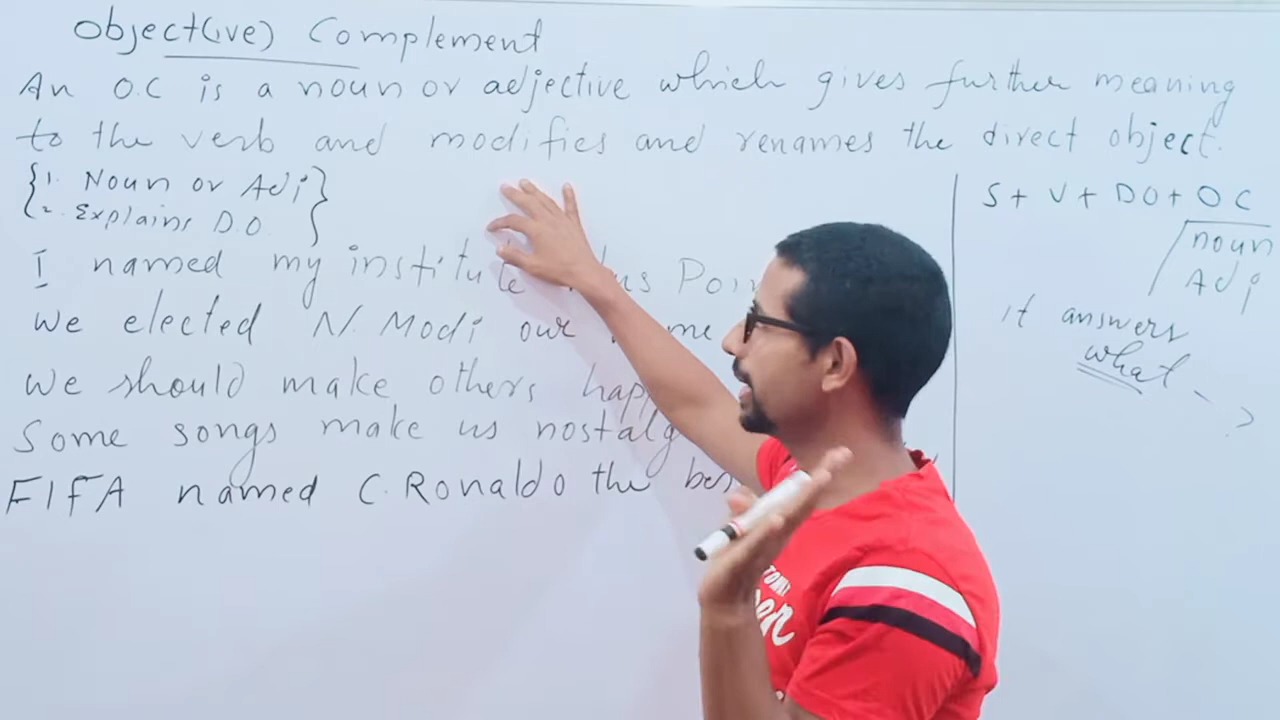 Object(ive) Complement
An O.C is a noun or adjective which gives further meaning
to the verb and modifies and renames the direct object.
1. Noun or Adj
2. Explains D.O.
I named my institute
We elected N. Modi our
We should make others
Some songs make us
FIFA named C. Ronaldo the
S + V + DO + OC
noun
Adj
it answers
what
?